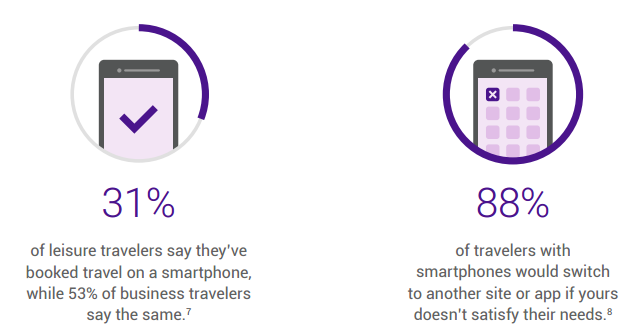 31%
of leisure travelers say they've
booked travel on a smartphone,
while 53% of business travelers
say the same.⁷
88%
of travelers with
smartphones would switch
to another site or app if yours
doesn't satisfy their needs.⁸